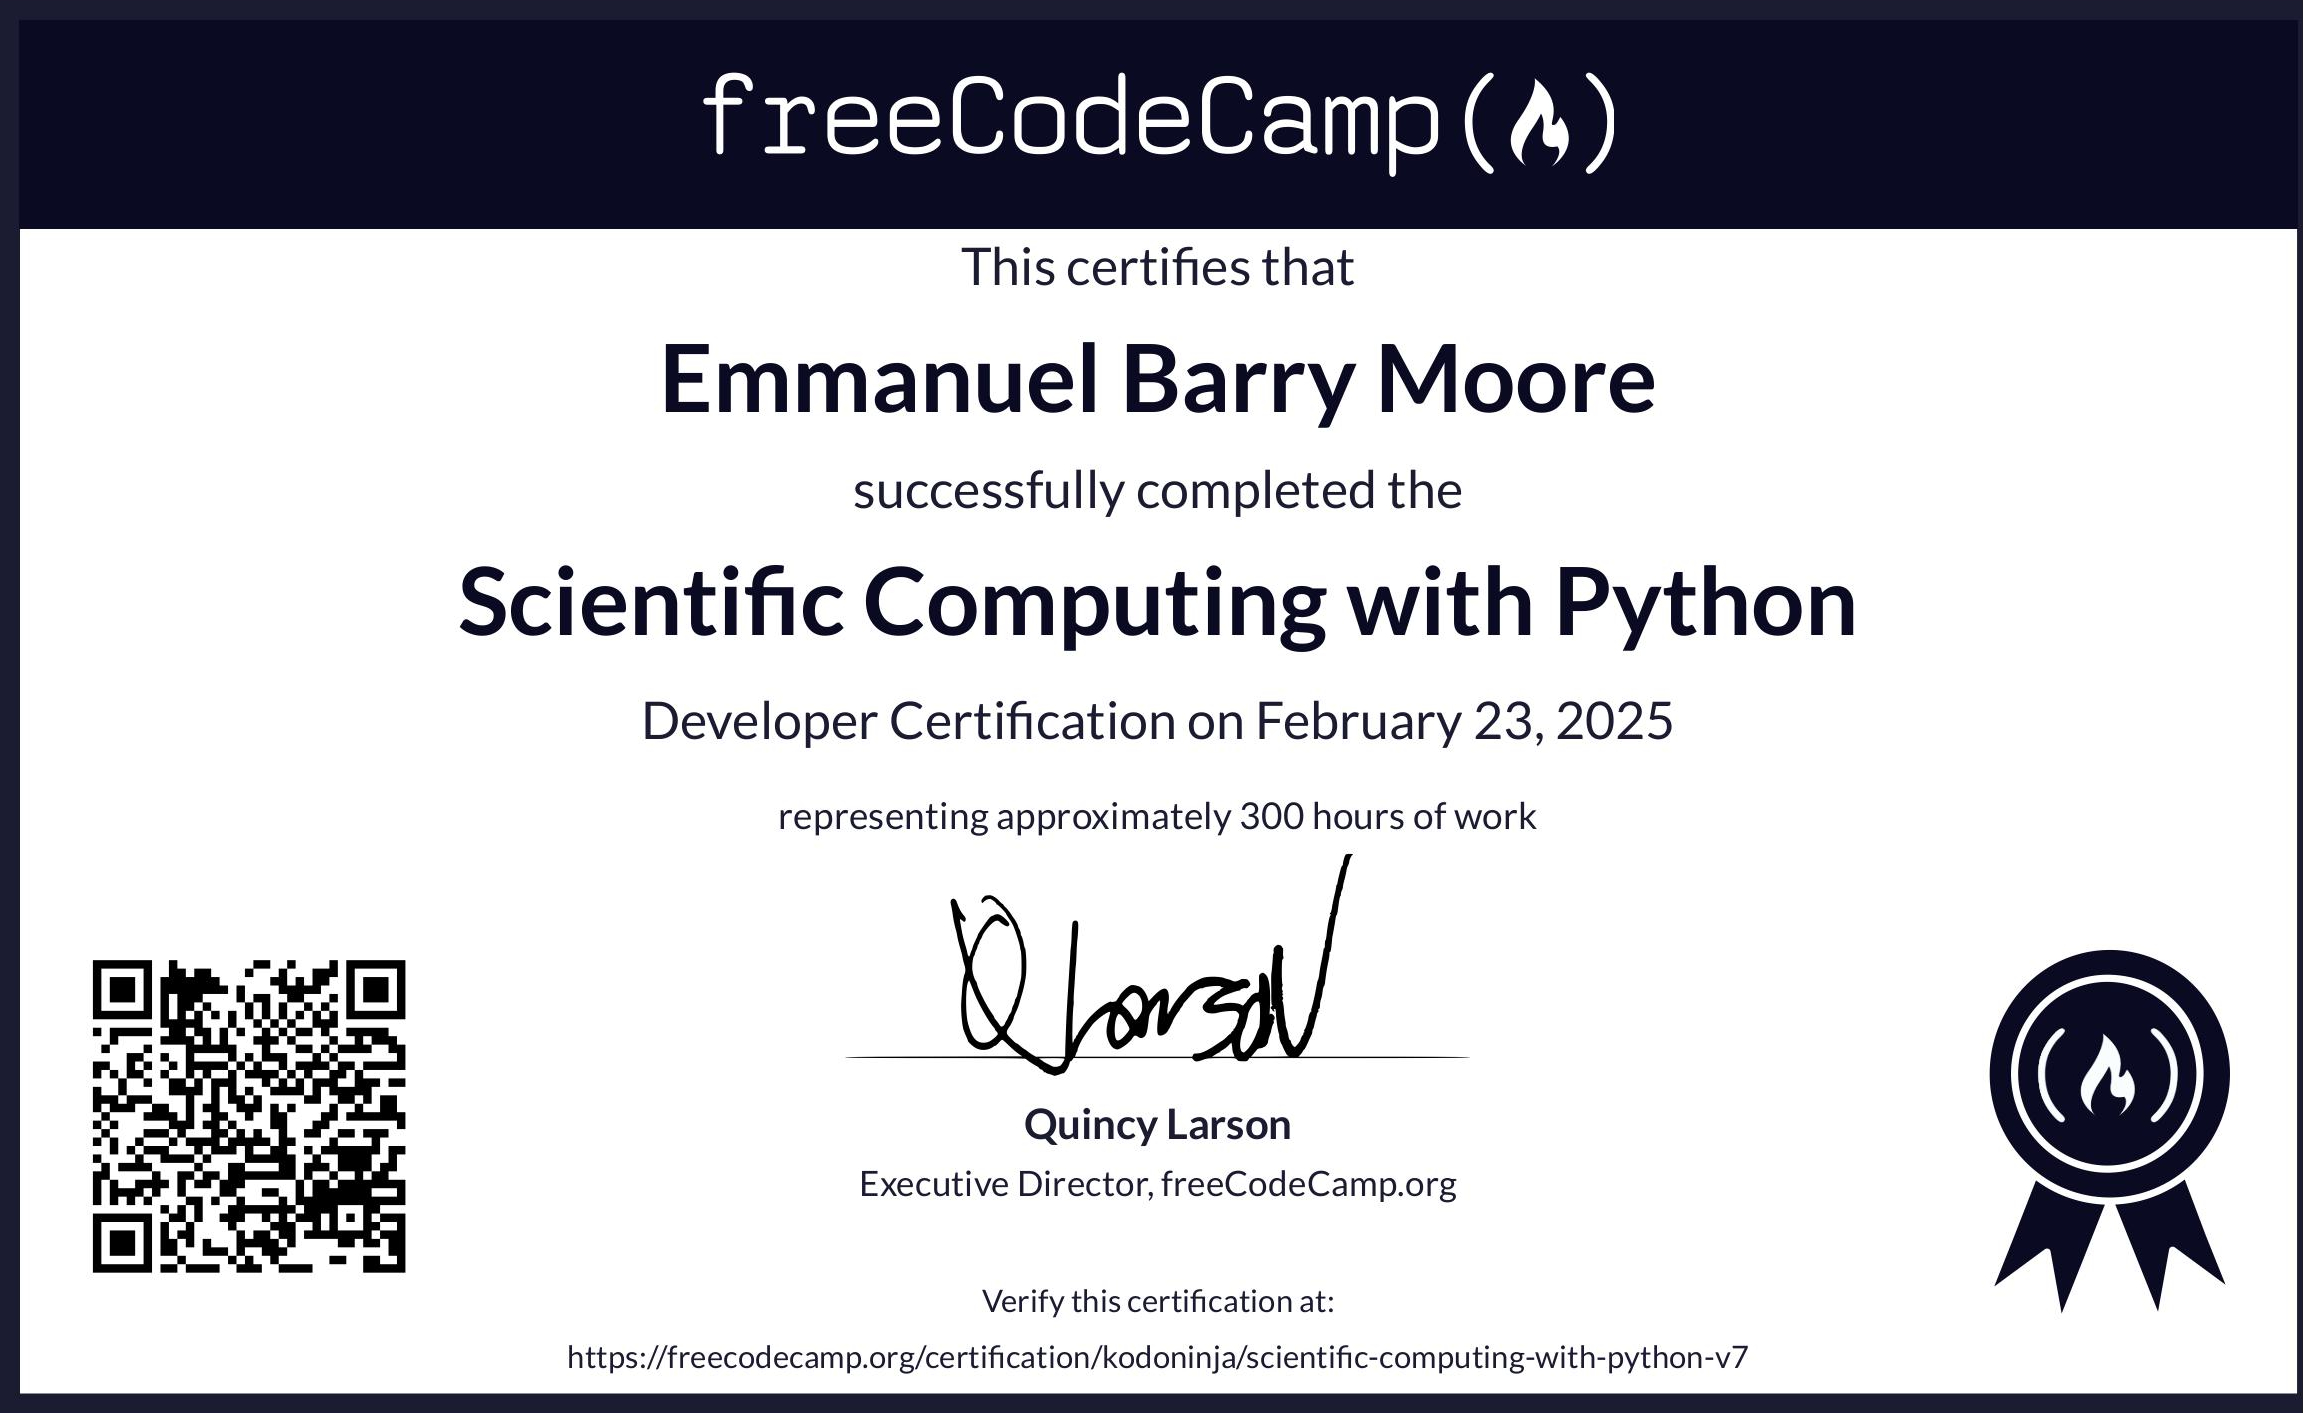 freeCodeCamp
This certifies that
Emmanuel Barry Moore
successfully completed the
Scientific Computing with Python
Developer Certification on February 23, 2025
representing approximately 300 hours of work
QLarson
Quincy Larson
Executive Director, freeCodeCamp.org
Verify this certification at:
https://freecodecamp.org/certification/kodoninja/scientific-computing-with-python-v7